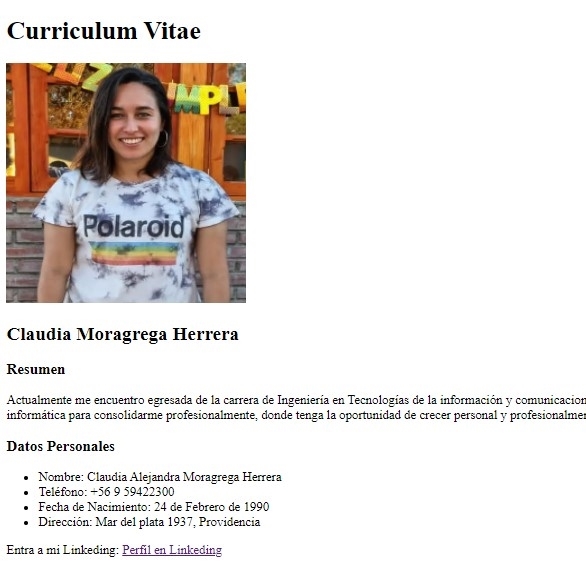 Curriculum Vitae
LIZ
MPL
Polaroid
Claudia Moragrega Herrera
Resumen
Actualmente me encuentro egresada de la carrera de Ingeniería en Tecnologías de la información y comunicacion
informática para consolidarme profesionalmente, donde tenga la oportunidad de crecer personal y profesionalme
Datos Personales
Nombre: Claudia Alejandra Moragrega Herrera
Teléfono: +56 9 59422300
Fecha de Nacimiento: 24 de Febrero de 1990
Dirección: Mar del plata 1937, Providencia
Entra a mi Linkeding: Perfil en Linkeding